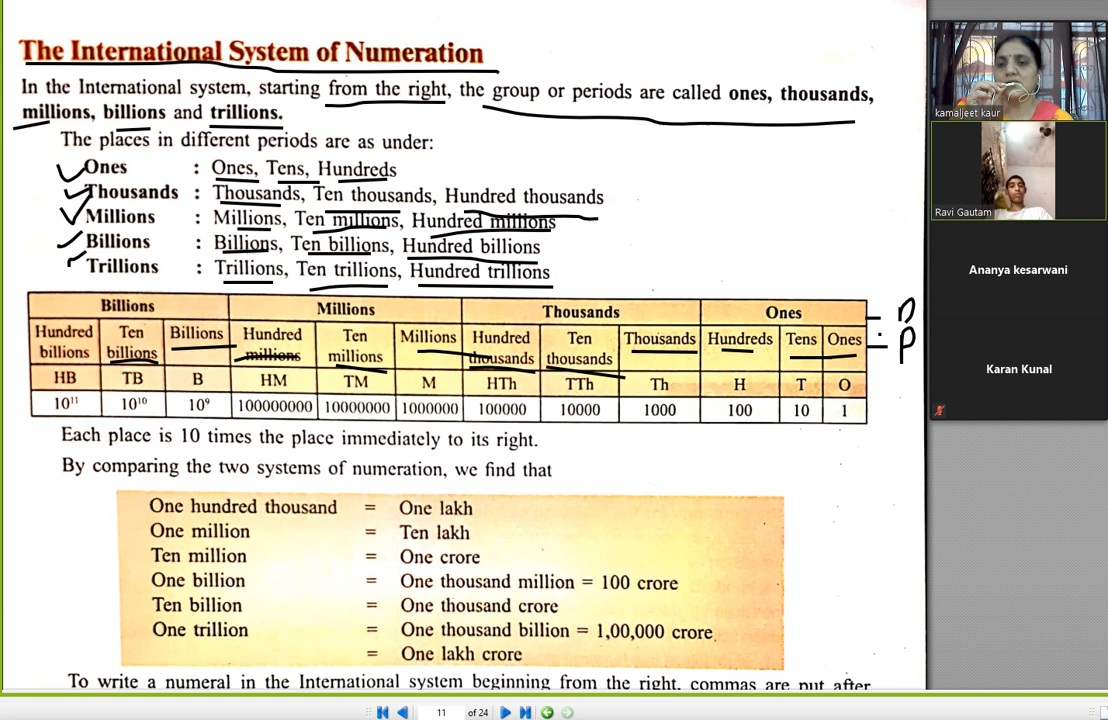 The International System of Numeration
In the International system, starting from the right, the group or periods are called ones, thousands,
millions, billions and trillions.
The places in different periods are as under:
Ones : Ones, Tens, Hundreds
Thousands : Thousands, Ten thousands, Hundred thousands
Millions : Millions, Ten millions, Hundred millions
Billions : Billions, Ten billions, Hundred billions
Trillions : Trillions, Ten trillions, Hundred trillions
Billions Millions Thousands Ones
Hundred billions Ten billions Billions Hundred millions Ten millions Millions Hundred thousands Ten thousands Thousands Hundreds Tens Ones
HB TB B HM TM M HTh TTh Th H T O
10¹¹ 10¹⁰ 10⁹ 100000000 10000000 1000000 100000 10000 1000 100 10 1
Each place is 10 times the place immediately to its right.
By comparing the two systems of numeration, we find that
One hundred thousand = One lakh
One million = Ten lakh
Ten million = One crore
One billion = One thousand million = 100 crore
Ten billion = One thousand crore
One trillion = One thousand billion = 1,00,000 crore
= One lakh crore
To write a numeral in the International system beginning from the right, commas are put after
11 of 24
kamaljeet kaur
Ravi Gautam
Ananya kesarwani
Karan Kunal